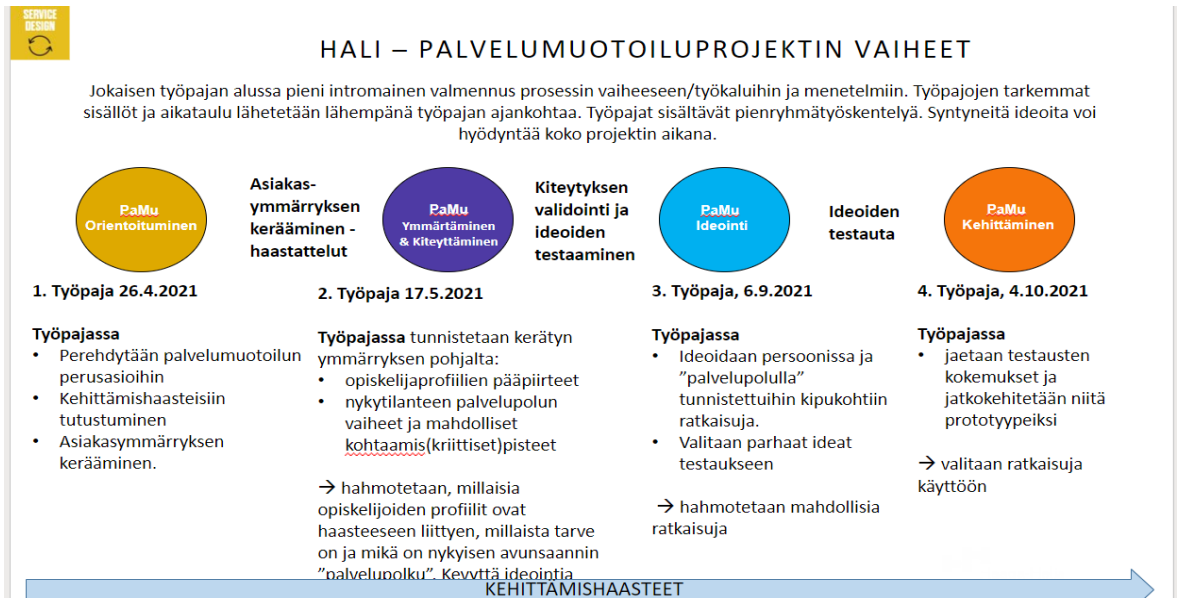 SERVICE
DESIGN
HALI – PALVELUMUOTOILUPROJEKTIN VAIHEET
Jokaisen työpajan alussa pieni intromainen valmennus prosessin vaiheeseen/työkaluihin ja menetelmiin. Työpajojen tarkemmat
sisällöt ja aikataulu lähetetään lähempänä työpajan ajankohtaa. Työpajat sisältävät pienryhmätyöskentelyä. Syntyneitä ideoita voi
hyödyntää koko projektin aikana.
PaMu
Orientoituminen
Asiakas-
ymmärryksen
kerääminen -
haastattelut
PaMu
Ymmärtäminen
& Kiteyttäminen
Kiteytyksen
validointi ja
ideoiden
testaaminen
PaMu
Ideointi
Ideoiden
testauta
PaMu
Kehittäminen
1. Työpaja 26.4.2021
Työpajassa
• Perehdytään palvelumuotoilun
perusasioihin
• Kehittämishaasteisiin
tutustuminen
• Asiakasymmärryksen
kerääminen.
2. Työpaja 17.5.2021
Työpajassa tunnistetaan kerätyn
ymmärryksen pohjalta:
• opiskelijaprofiilien pääpiirteet
• nykytilanteen palvelupolun
vaiheet ja mahdolliset
kohtaamis(kriittiset)pisteet
→ hahmotetaan, millaisia
opiskelijoiden profiilit ovat
haasteeseen liittyen, millaista tarve
on ja mikä on nykyisen avunsaannin
"palvelupolku". Kevyttä ideointia
3. Työpaja, 6.9.2021
Työpajassa
• Ideoidaan persoonissa ja
”palvelupolulla”
tunnistettuihin kipukohtiin
ratkaisuja.
• Valitaan parhaat ideat
testaukseen
→ hahmotetaan mahdollisia
ratkaisuja
4. Työpaja, 4.10.2021
Työpajassa
• jaetaan testausten
kokemukset ja
jatkokehitetään niitä
prototyypeiksi
→ valitaan ratkaisuja
käyttöön
KEHITTÄMISHAASTEET